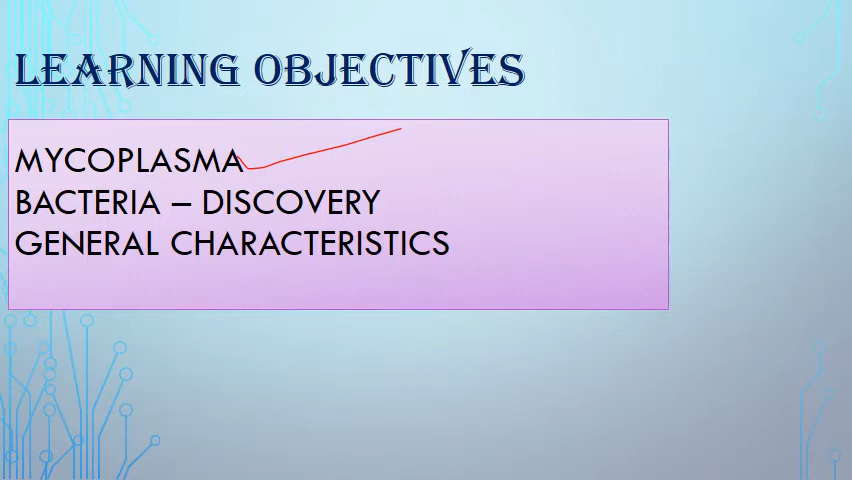 LEARNING OBJECTIVES
MYCOPLASMA
BACTERIA – DISCOVERY
GENERAL CHARACTERISTICS